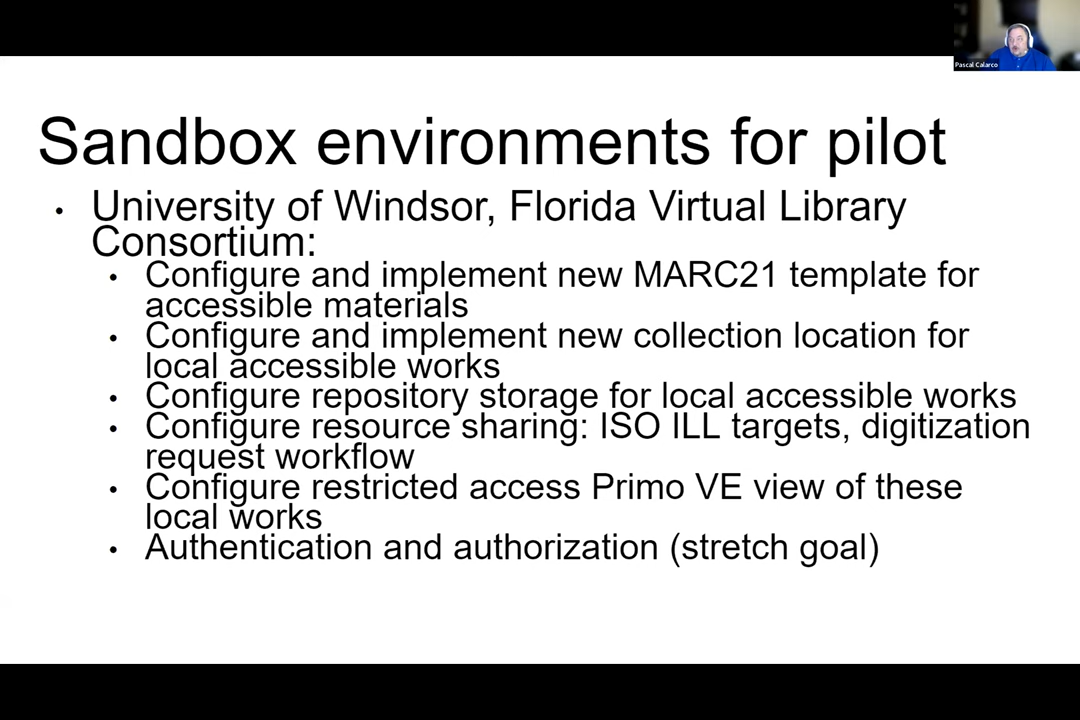 Pascal Calarco
Sandbox environments for pilot
• University of Windsor, Florida Virtual Library
Consortium:
• Configure and implement new MARC21 template for
accessible materials
• Configure and implement new collection location for
local accessible works
• Configure repository storage for local accessible works
• Configure resource sharing: ISO ILL targets, digitization
request workflow
• Configure restricted access Primo VE view of these
local works
• Authentication and authorization (stretch goal)